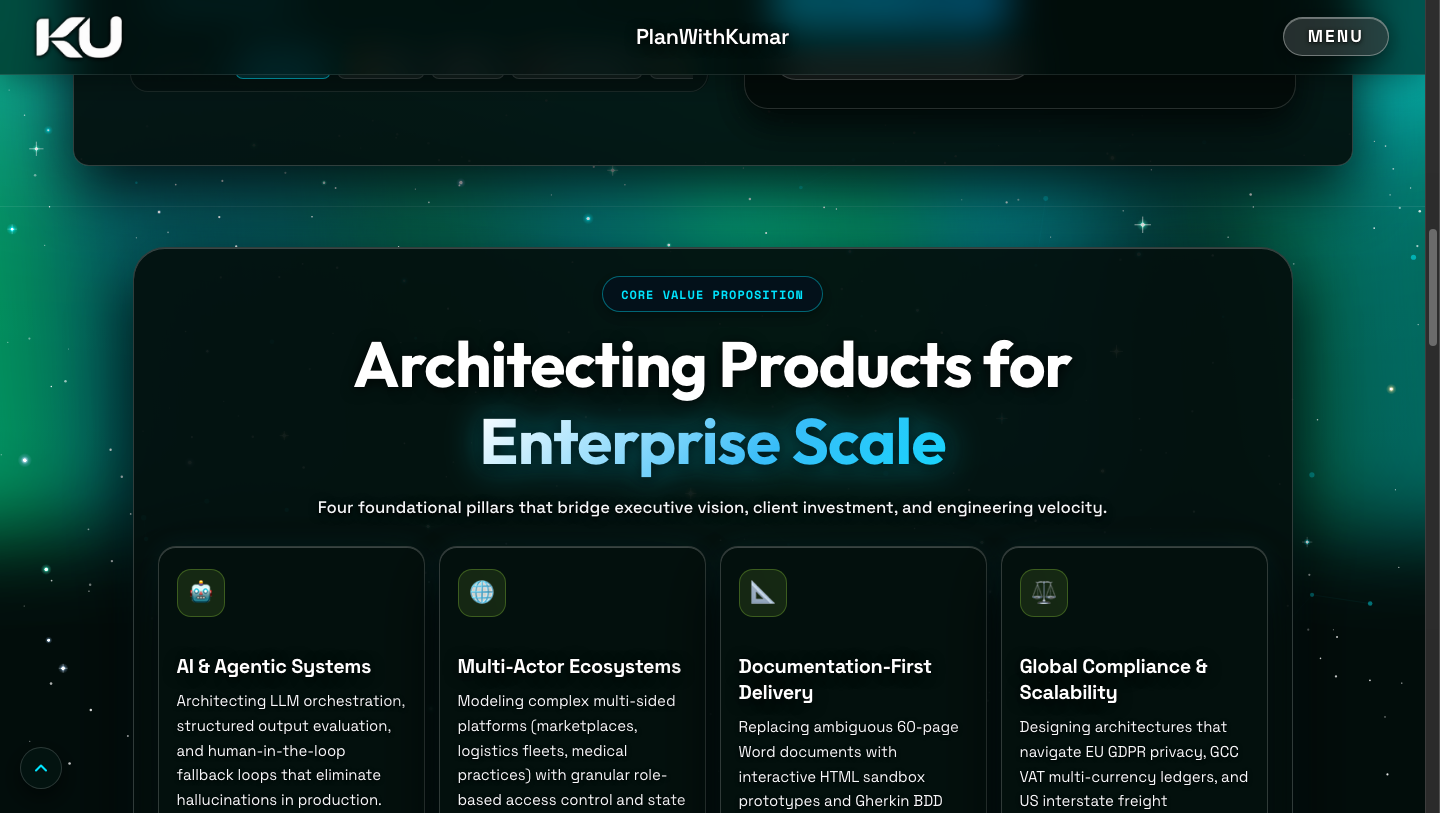 KU
PlanWithKumar
MENU
CORE VALUE PROPOSITION
Architecting Products for
Enterprise Scale
Four foundational pillars that bridge executive vision, client investment, and engineering velocity.
AI & Agentic Systems
Architecting LLM orchestration,
structured output evaluation,
and human-in-the-loop
fallback loops that eliminate
hallucinations in production.
Multi-Actor Ecosystems
Modeling complex multi-sided
platforms (marketplaces,
logistics fleets, medical
practices) with granular role-
based access control and state
Documentation-First
Delivery
Replacing ambiguous 60-page
Word documents with
interactive HTML sandbox
prototypes and Gherkin BDD
Global Compliance &
Scalability
Designing architectures that
navigate EU GDPR privacy, GCC
VAT multi-currency ledgers, and
US interstate freight